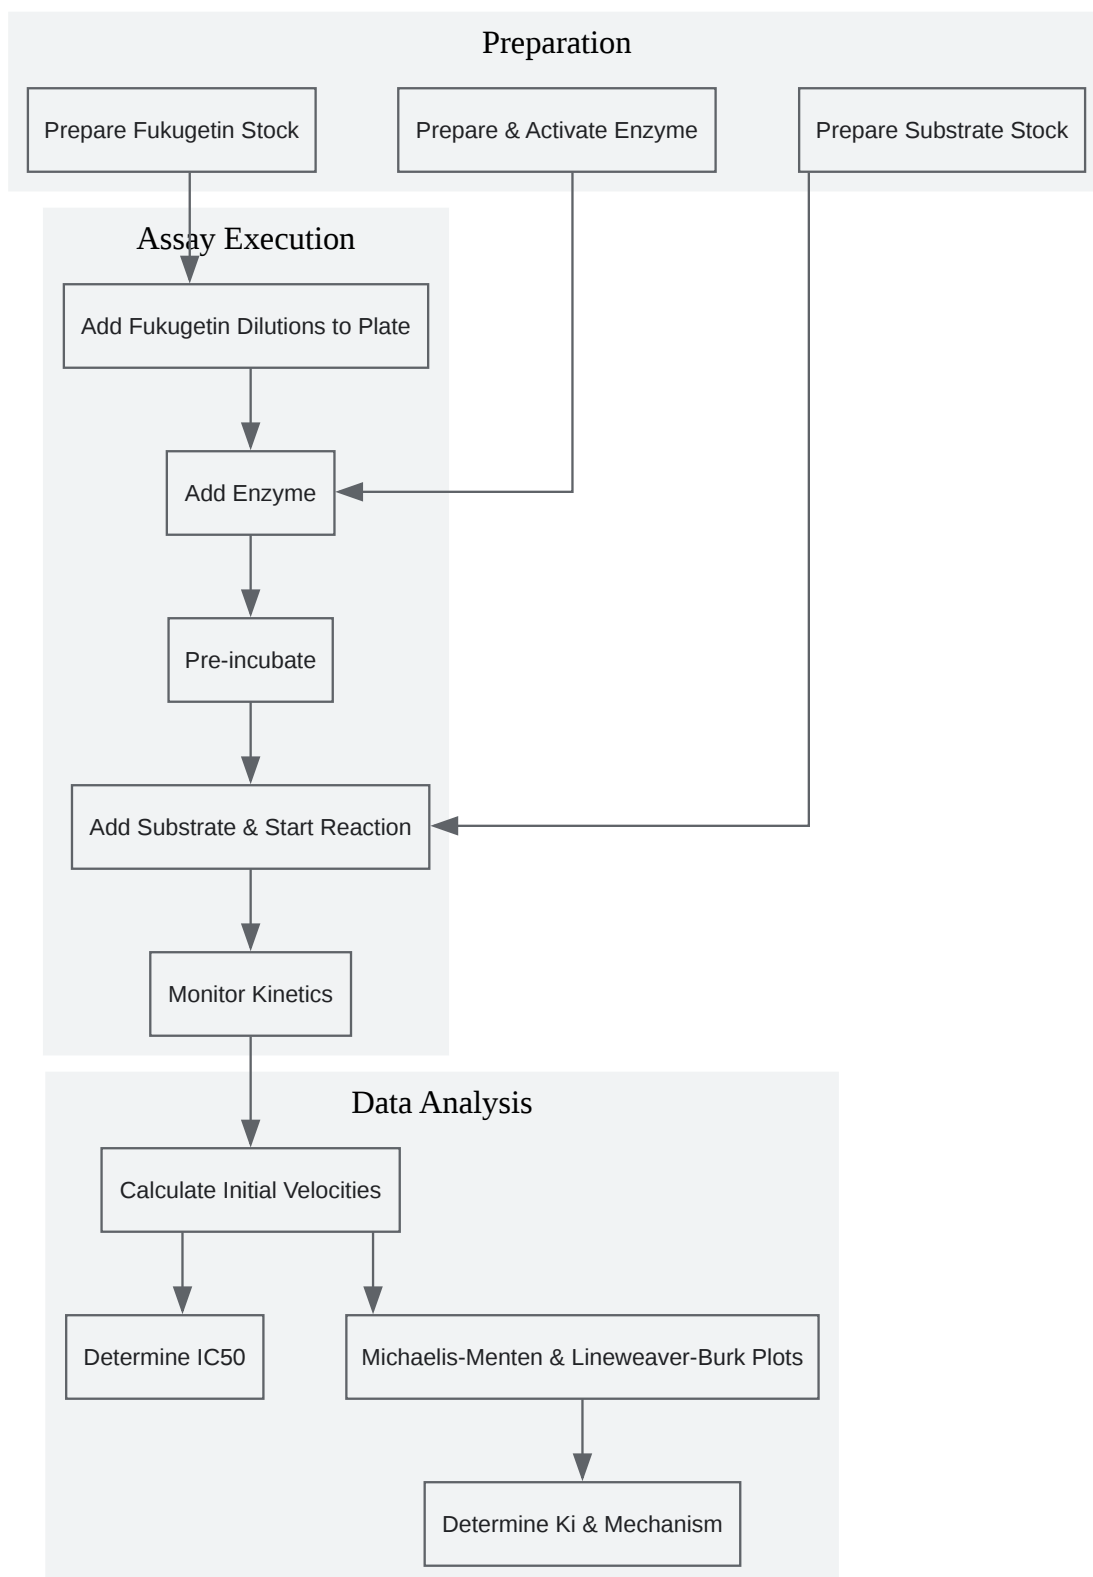 Preparation
Prepare Fukugetin Stock
Prepare & Activate Enzyme
Prepare Substrate Stock
Assay Execution
Add Fukugetin Dilutions to Plate
Add Enzyme
Pre-incubate
Add Substrate & Start Reaction
Monitor Kinetics
Data Analysis
Calculate Initial Velocities
Determine IC50
Michaelis-Menten & Lineweaver-Burk Plots
Determine Ki & Mechanism